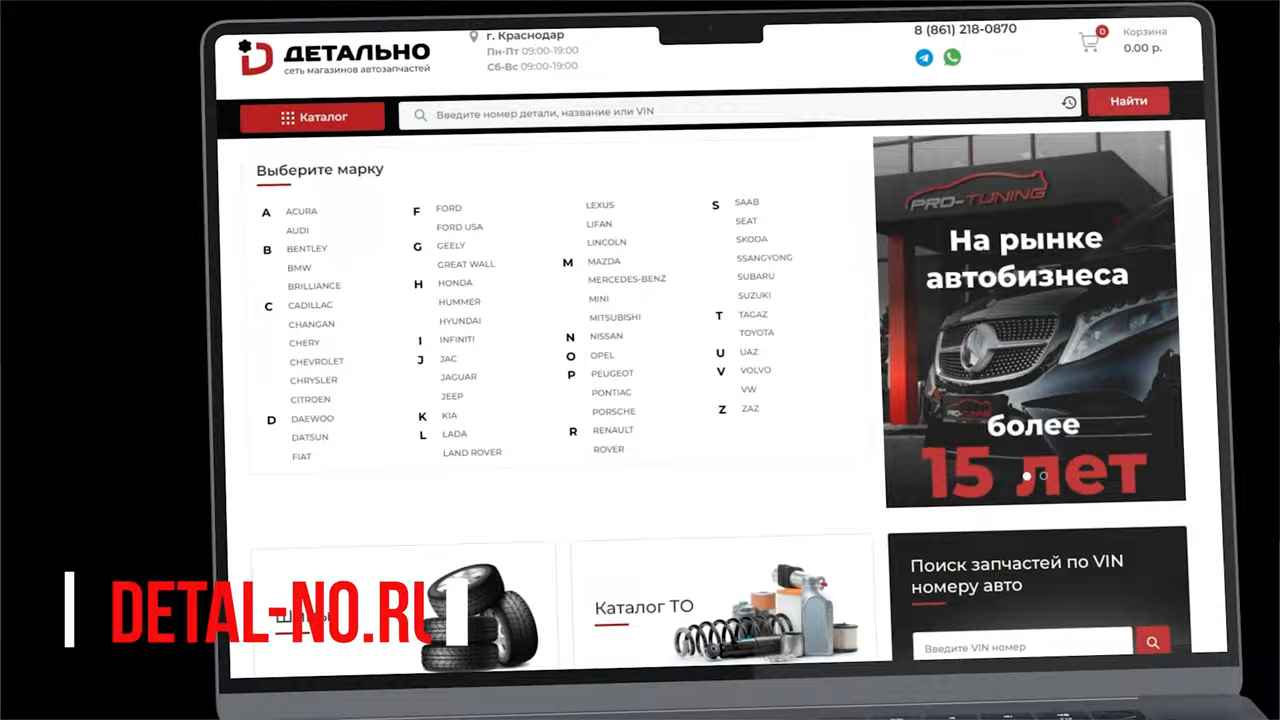 ДЕТАЛЬНО
сеть магазинов автозапчастей
г. Краснодар
Пн-Пт 09:00-19:00
Сб-Вс 09:00-19:00
8 (861) 218-0870
0
Корзина
0.00 р.
Каталог
Введите номер детали, название или VIN
Найти
Выберите марку
A ACURA
AUDI
B BENTLEY
BMW
BRILLIANCE
C CADILLAC
CHANGAN
CHERY
CHEVROLET
CHRYSLER
CITROEN
D DAEWOO
DATSUN
FIAT
F FORD
FORD USA
G GEELY
GREAT WALL
H HONDA
HUMMER
HYUNDAI
I INFINITI
J JAC
JAGUAR
JEEP
K KIA
L LADA
LAND ROVER
LEXUS
LIFAN
LINCOLN
M MAZDA
MERCEDES-BENZ
MINI
MITSUBISHI
N NISSAN
O OPEL
P PEUGEOT
PONTIAC
PORSCHE
R RENAULT
ROVER
S SAAB
SEAT
SKODA
SSANGYONG
SUBARU
SUZUKI
T TAGAZ
TOYOTA
U UAZ
V VOLVO
VW
Z ZAZ
PRO-TUNING
На рынке
автобизнеса
PRO-TUNING
более
15 лет
Каталог ТО
Поиск запчастей по VIN
номеру авто
Введите VIN номер
DETAL-NO.RU